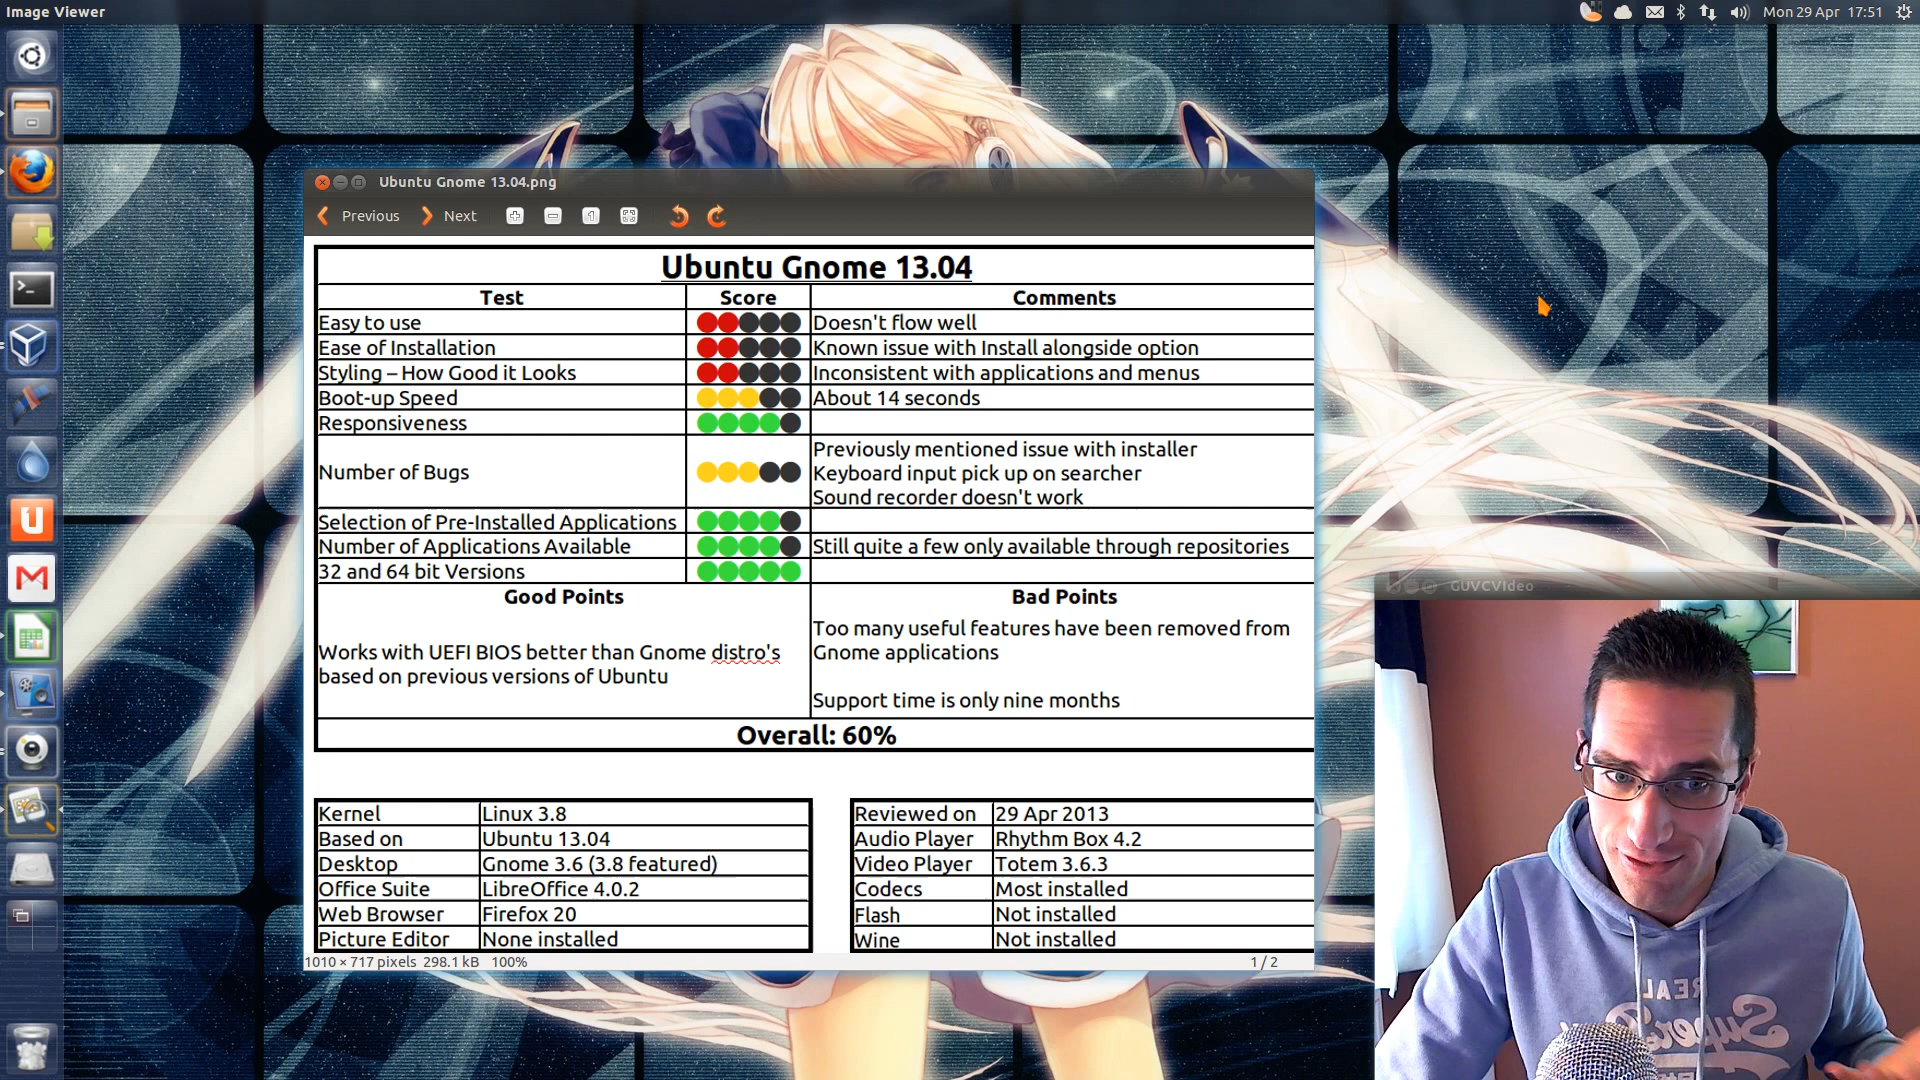 Image Viewer
Mon 29 Apr 17:51
Ubuntu Gnome 13.04.png
Previous Next
Ubuntu Gnome 13.04
Test Score Comments
Easy to use Doesn't flow well
Ease of Installation Known issue with Install alongside option
Styling – How Good it Looks Inconsistent with applications and menus
Boot-up Speed About 14 seconds
Responsiveness
Number of Bugs
Previously mentioned issue with installer
Keyboard input pick up on searcher
Sound recorder doesn't work
Selection of Pre-Installed Applications
Number of Applications Available Still quite a few only available through repositories
32 and 64 bit Versions
Good Points
Works with UEFI BIOS better than Gnome distro's
based on previous versions of Ubuntu
Bad Points
Too many useful features have been removed from
Gnome applications
Support time is only nine months
Overall: 60%
Kernel Linux 3.8
Based on Ubuntu 13.04
Desktop Gnome 3.6 (3.8 featured)
Office Suite LibreOffice 4.0.2
Web Browser Firefox 20
Picture Editor None installed
Reviewed on 29 Apr 2013
Audio Player Rhythm Box 4.2
Video Player Totem 3.6.3
Codecs Most installed
Flash Not installed
Wine Not installed
1010 × 717 pixels 298.1 kB 100%
1 / 2
GUVCVideo
REAL
Super